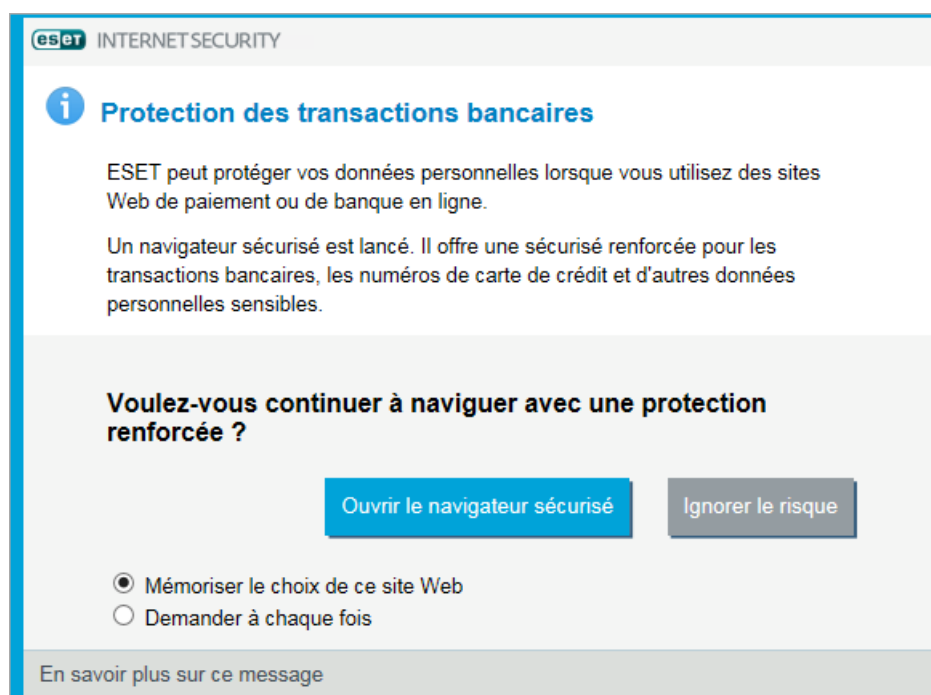 eset INTERNET SECURITY
Protection des transactions bancaires
ESET peut protéger vos données personnelles lorsque vous utilisez des sites
Web de paiement ou de banque en ligne.
Un navigateur sécurisé est lancé. Il offre une sécurisé renforcée pour les
transactions bancaires, les numéros de carte de crédit et d'autres données
personnelles sensibles.
Voulez-vous continuer à naviguer avec une protection
renforcée ?
Ouvrir le navigateur sécurisé Ignorer le risque
Mémoriser le choix de ce site Web
Demander à chaque fois
En savoir plus sur ce message